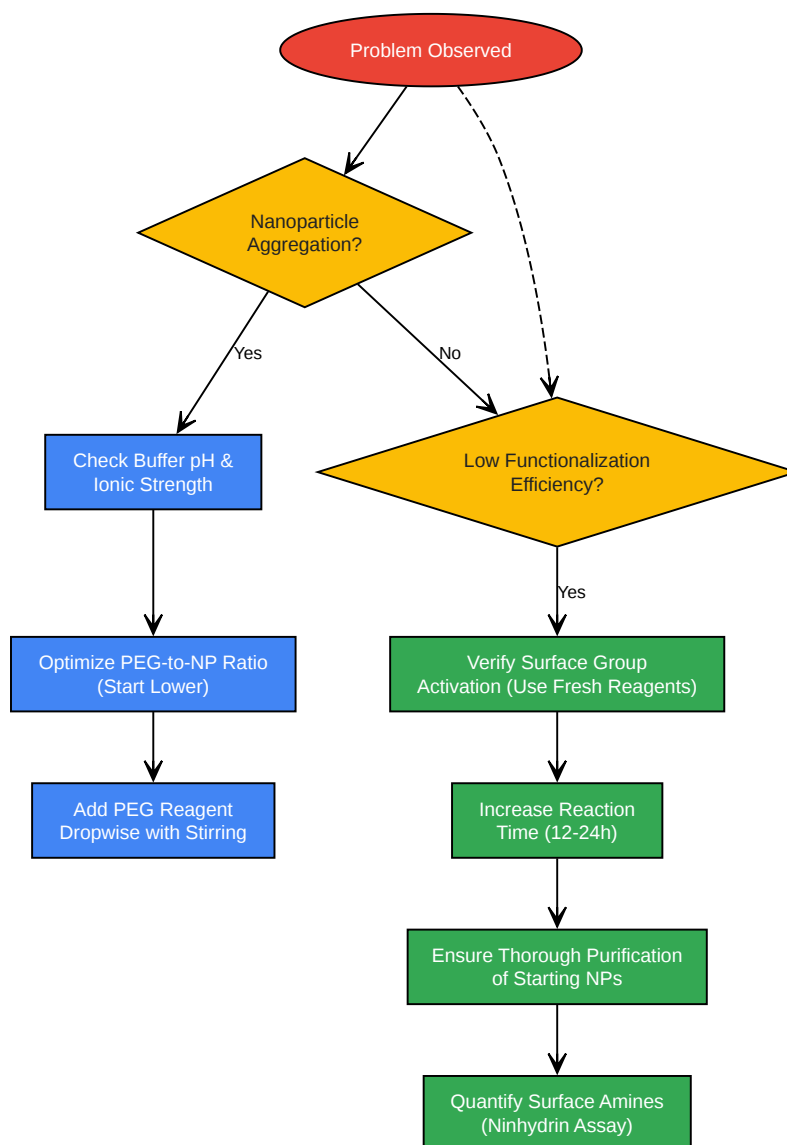 Problem Observed
Nanoparticle
Aggregation?
Yes
No
Check Buffer pH &
Ionic Strength
Low Functionalization
Efficiency?
Yes
Optimize PEG-to-NP Ratio
(Start Lower)
Verify Surface Group
Activation (Use Fresh Reagents)
Add PEG Reagent
Dropwise with Stirring
Increase Reaction
Time (12-24h)
Ensure Thorough Purification
of Starting NPs
Quantify Surface Amines
(Ninhydrin Assay)